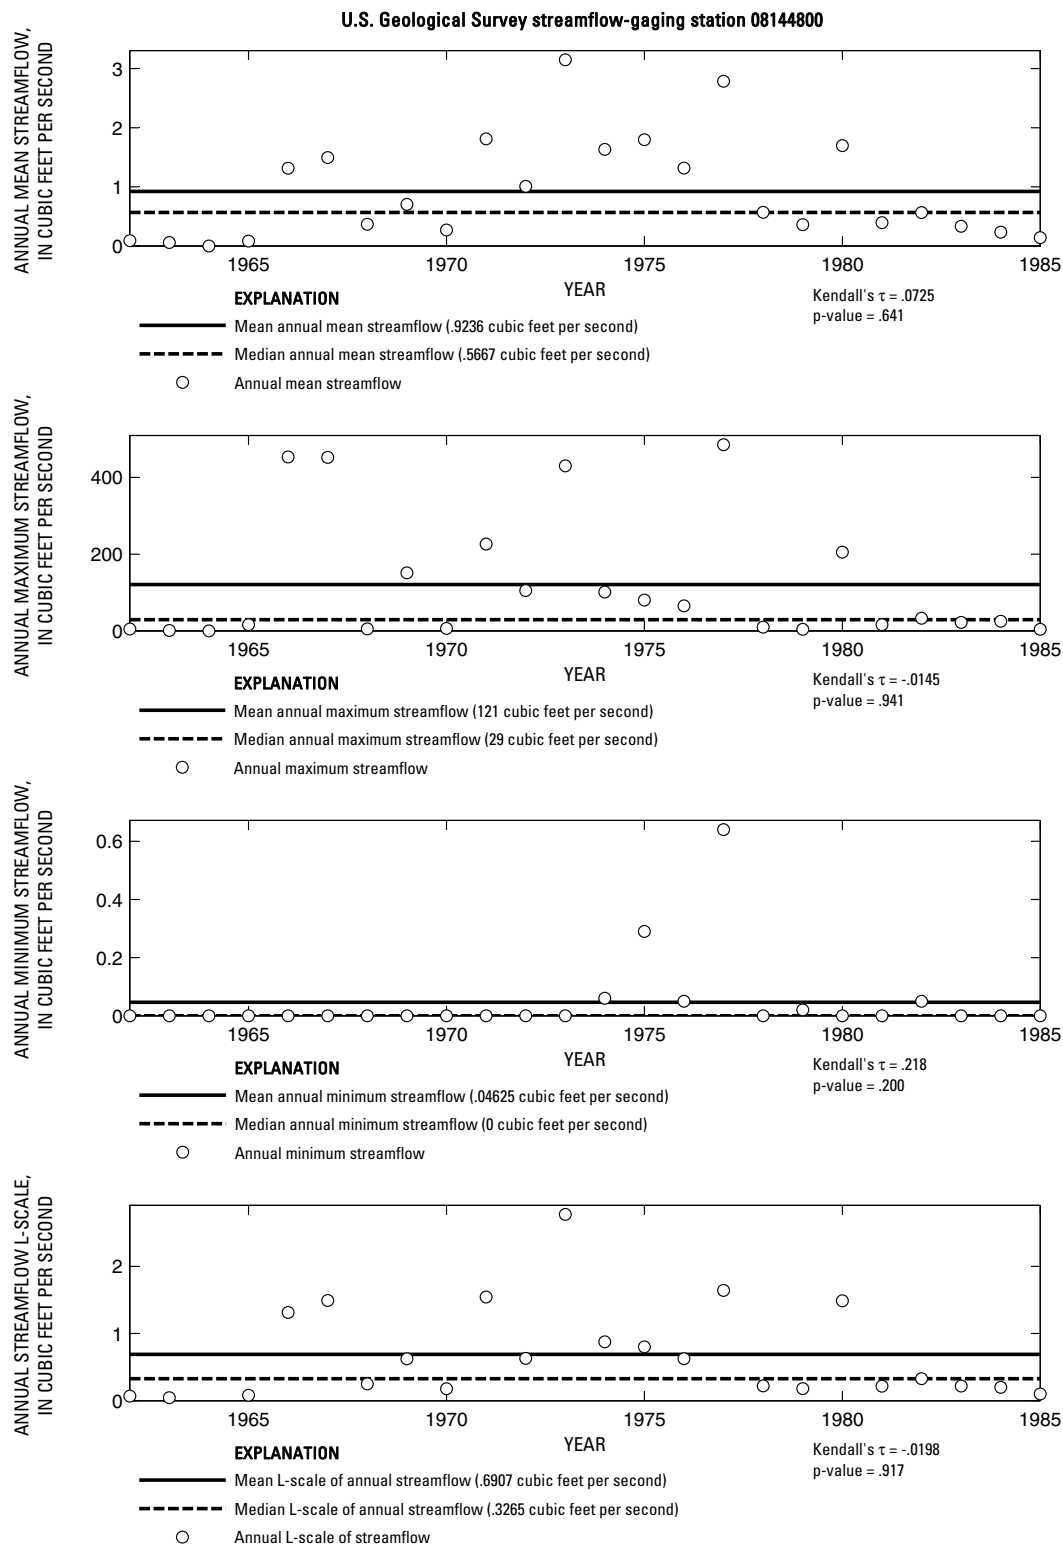 U.S. Geological Survey streamflow-gaging station 08144800
ANNUAL MEAN STREAMFLOW,
IN CUBIC FEET PER SECOND
3
2
1
0
1965 1970 1975 1980 1985
YEAR
Kendall's τ = .0725
p-value = .641
EXPLANATION
Mean annual mean streamflow (.9236 cubic feet per second)
Median annual mean streamflow (.5667 cubic feet per second)
Annual mean streamflow
ANNUAL MAXIMUM STREAMFLOW,
IN CUBIC FEET PER SECOND
400
200
0
1965 1970 1975 1980 1985
YEAR
Kendall's τ = -.0145
p-value = .941
EXPLANATION
Mean annual maximum streamflow (121 cubic feet per second)
Median annual maximum streamflow (29 cubic feet per second)
Annual maximum streamflow
ANNUAL MINIMUM STREAMFLOW,
IN CUBIC FEET PER SECOND
0.6
0.4
0.2
0
1965 1970 1975 1980 1985
YEAR
Kendall's τ = .218
p-value = .200
EXPLANATION
Mean annual minimum streamflow (.04625 cubic feet per second)
Median annual minimum streamflow (0 cubic feet per second)
Annual minimum streamflow
ANNUAL STREAMFLOW L-SCALE,
IN CUBIC FEET PER SECOND
2
1
0
1965 1970 1975 1980 1985
YEAR
Kendall's τ = -.0198
p-value = .917
EXPLANATION
Mean L-scale of annual streamflow (.6907 cubic feet per second)
Median L-scale of annual streamflow (.3265 cubic feet per second)
Annual L-scale of streamflow